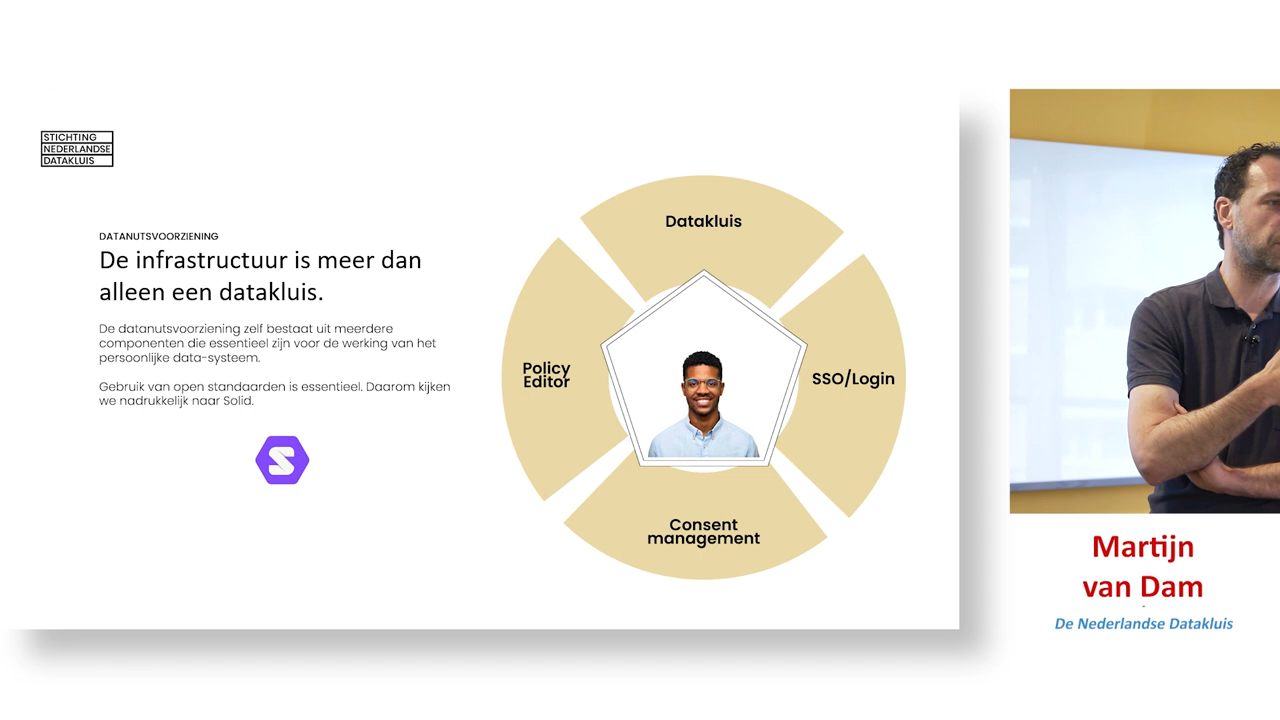 STICHTING
NEDERLANDSE
DATAKLUIS
DATANUTSVOORZIENING
De infrastructuur is meer dan
alleen een datakluis.
De datanutsvoorziening zelf bestaat uit meerdere
componenten die essentieel zijn voor de werking van het
persoonlijke data-systeem.
Gebruik van open standaarden is essentieel. Daarom kijken
we nadrukkelijk naar Solid.
Datakluis
Policy
Editor
SSO/Login
Consent
management
Martijn
van Dam
De Nederlandse Datakluis